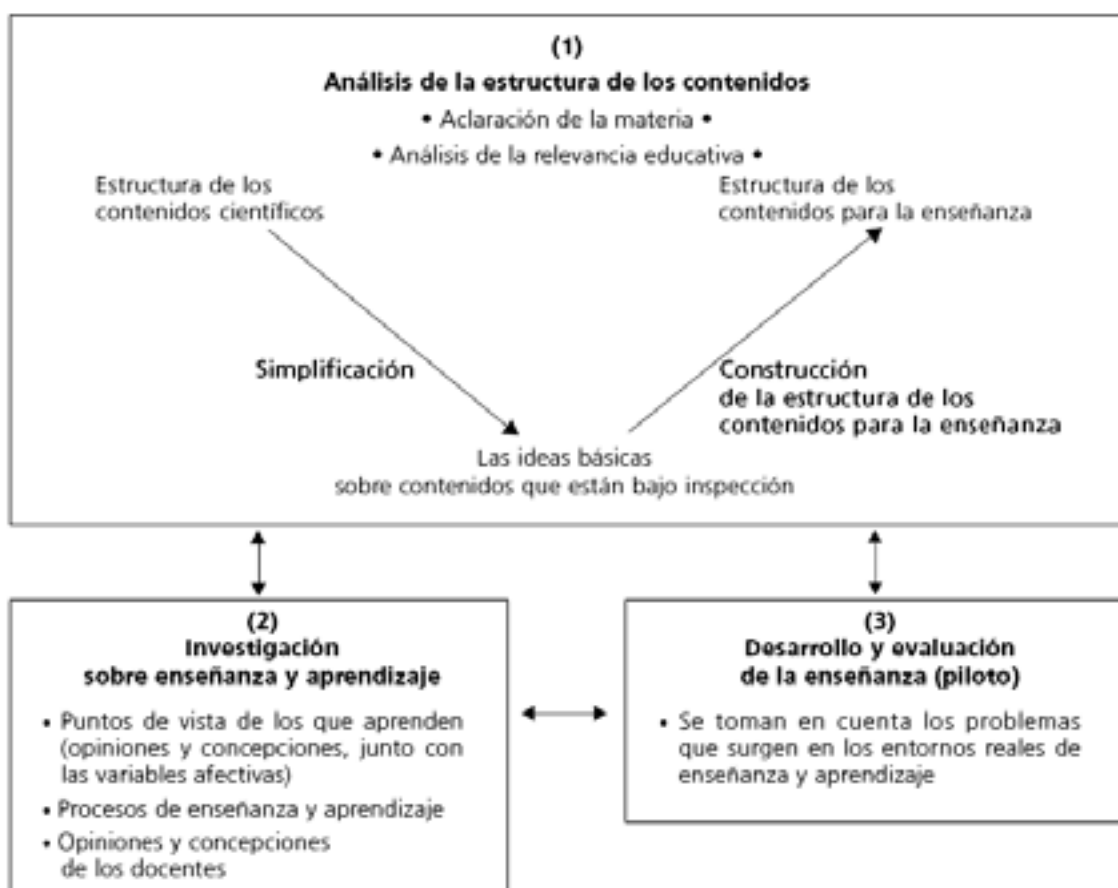 (1)
Análisis de la estructura de los contenidos
• Aclaración de la materia •
• Análisis de la relevancia educativa •
Estructura de los
contenidos científicos
Estructura de los
contenidos para la enseñanza
Simplificación
Construcción
de la estructura de los
contenidos para la enseñanza
Las ideas básicas
sobre contenidos que están bajo inspección
(2)
Investigación
sobre enseñanza y aprendizaje
• Puntos de vista de los que aprenden
(opiniones y concepciones, junto con
las variables afectivas)
• Procesos de enseñanza y aprendizaje
• Opiniones y concepciones
de los docentes
(3)
Desarrollo y evaluación
de la enseñanza (piloto)
• Se toman en cuenta los problemas
que surgen en los entornos reales de
enseñanza y aprendizaje